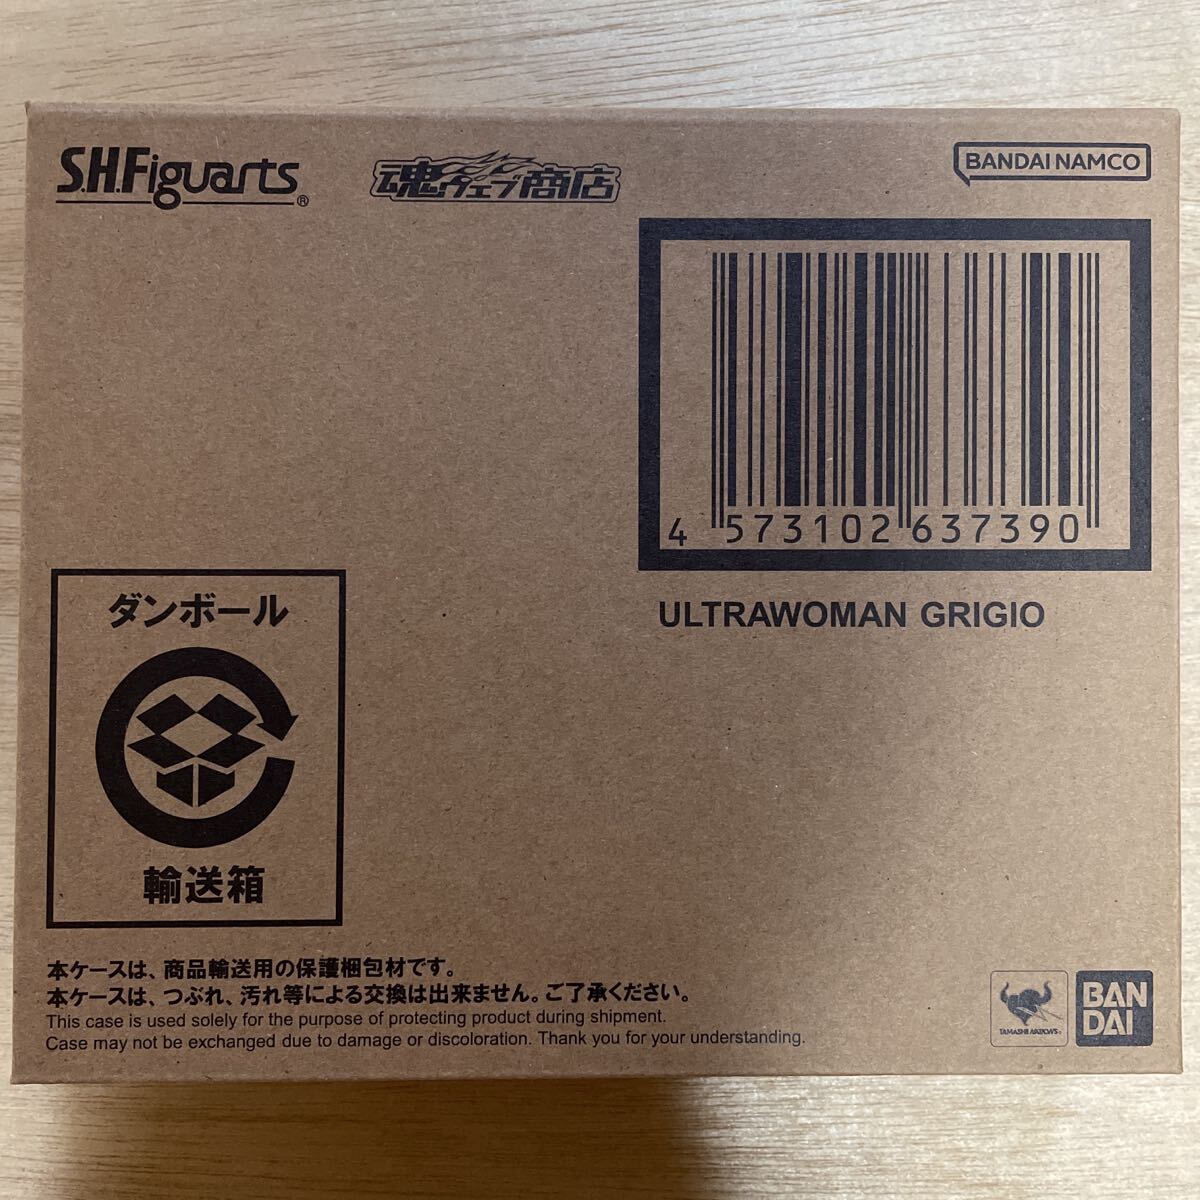 S.H.Figuarts®
魂ウェブ商店
BANDAI NAMCO
4 573102 637390
ULTRAWOMAN GRIGIO
ダンボール
輸送箱
本ケースは、商品輸送用の保護梱包材です。
本ケースは、つぶれ、汚れ等による交換は出来ません。ご了承ください。
This case is used solely for the purpose of protecting product during shipment.
Case may not be exchanged due to damage or discoloration. Thank you for your understanding.
TAMASHII NATIONS
BAN
DAI